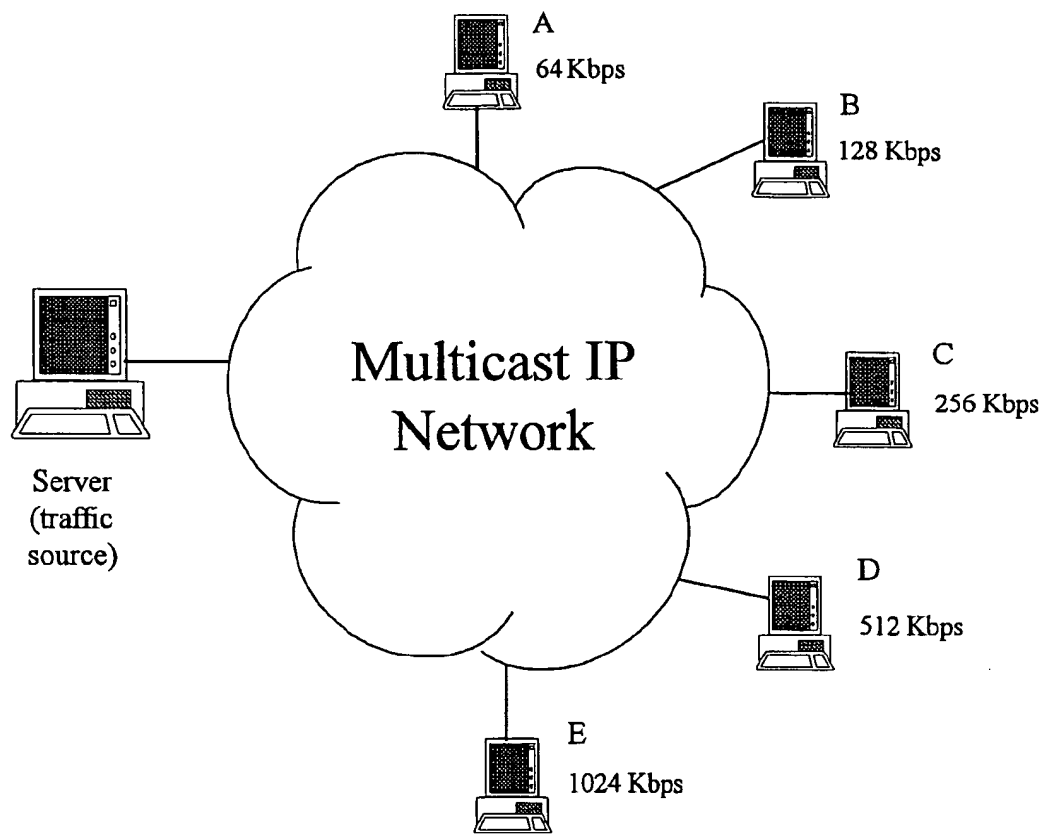 A
64 Kbps
B
128 Kbps
Multicast IP
Network
C
256 Kbps
Server
(traffic
source)
D
512 Kbps
E
1024 Kbps